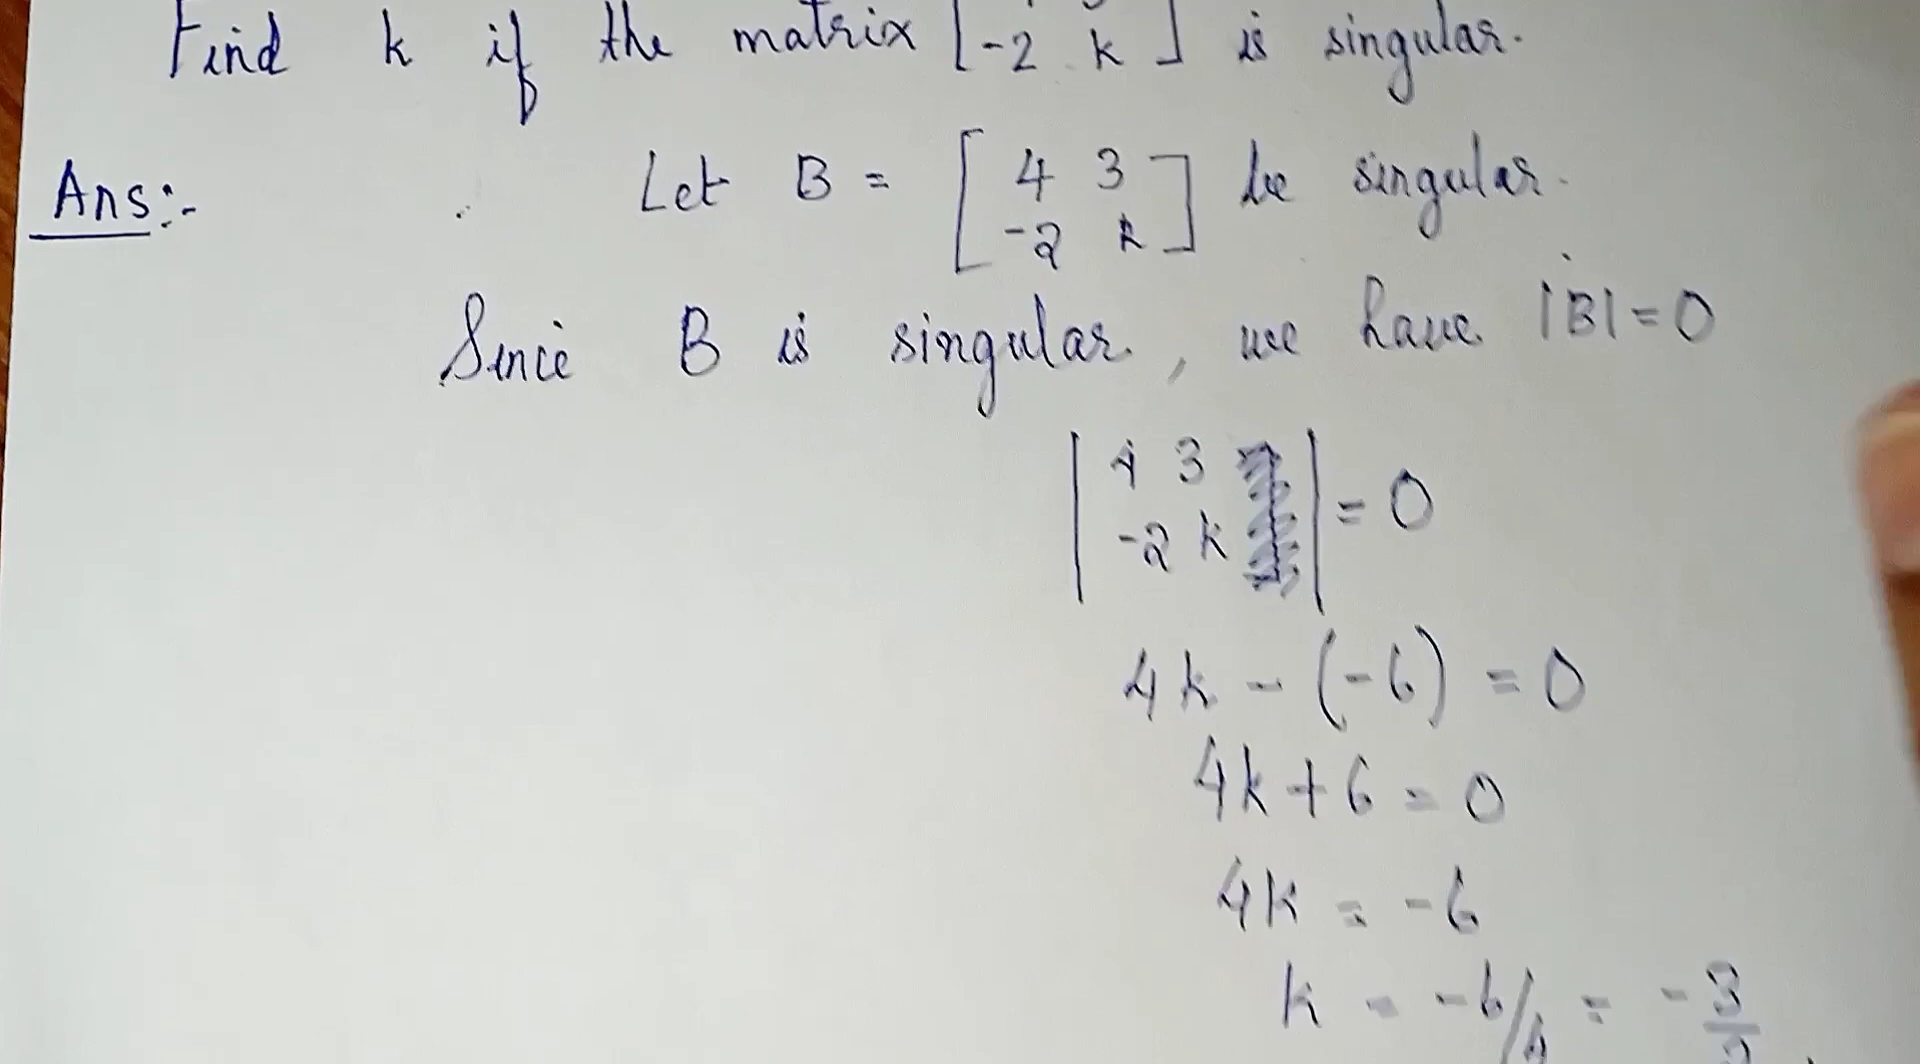 Find k if the matrix [-2 k] is singular.
Ans:- Let B = [4 3
-2 k] be singular.
Since B is singular, we have |B| = 0
|4 3
-2 k| = 0
4k - (-6) = 0
4k + 6 = 0
4k = -6
k = -6/4 = -3